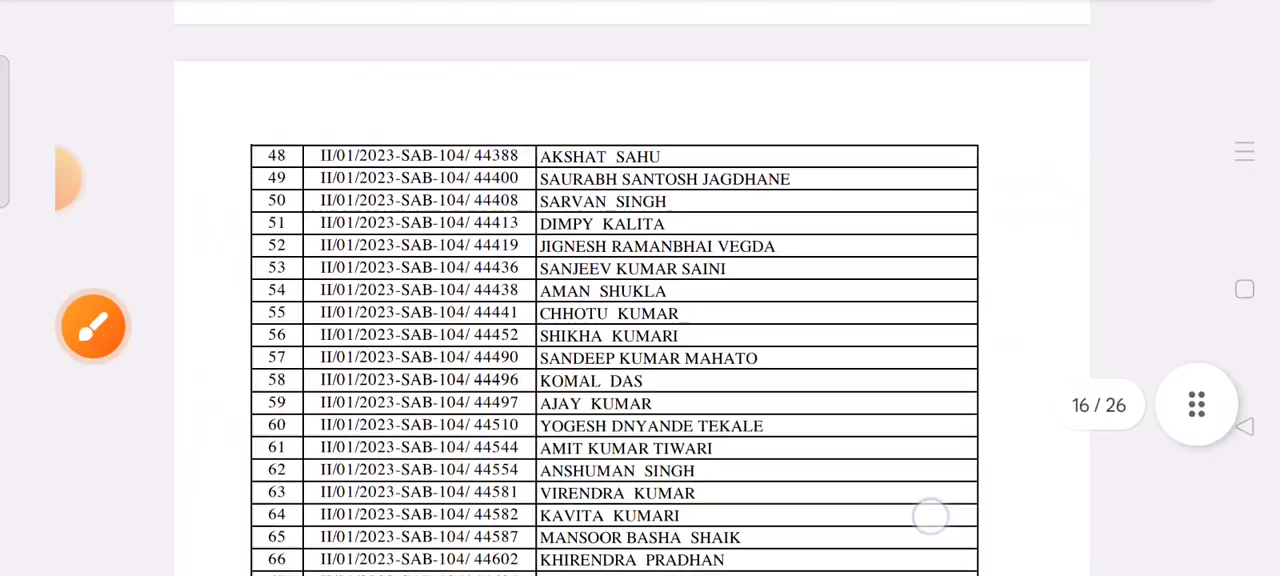 48 II/01/2023-SAB-104/ 44388 AKSHAT SAHU
49 II/01/2023-SAB-104/ 44400 SAURABH SANTOSH JAGDHANE
50 II/01/2023-SAB-104/ 44408 SARVAN SINGH
51 II/01/2023-SAB-104/ 44413 DIMPY KALITA
52 II/01/2023-SAB-104/ 44419 JIGNESH RAMANBHAI VEGDA
53 II/01/2023-SAB-104/ 44436 SANJEEV KUMAR SAINI
54 II/01/2023-SAB-104/ 44438 AMAN SHUKLA
55 II/01/2023-SAB-104/ 44441 CHHOTU KUMAR
56 II/01/2023-SAB-104/ 44452 SHIKHA KUMARI
57 II/01/2023-SAB-104/ 44490 SANDEEP KUMAR MAHATO
58 II/01/2023-SAB-104/ 44496 KOMAL DAS
59 II/01/2023-SAB-104/ 44497 AJAY KUMAR
16 / 26
60 II/01/2023-SAB-104/ 44510 YOGESH DNYANDE TEKALE
61 II/01/2023-SAB-104/ 44544 AMIT KUMAR TIWARI
62 II/01/2023-SAB-104/ 44554 ANSHUMAN SINGH
63 II/01/2023-SAB-104/ 44581 VIRENDRA KUMAR
64 II/01/2023-SAB-104/ 44582 KAVITA KUMARI
65 II/01/2023-SAB-104/ 44587 MANSOOR BASHA SHAIK
66 II/01/2023-SAB-104/ 44602 KHIRENDRA PRADHAN